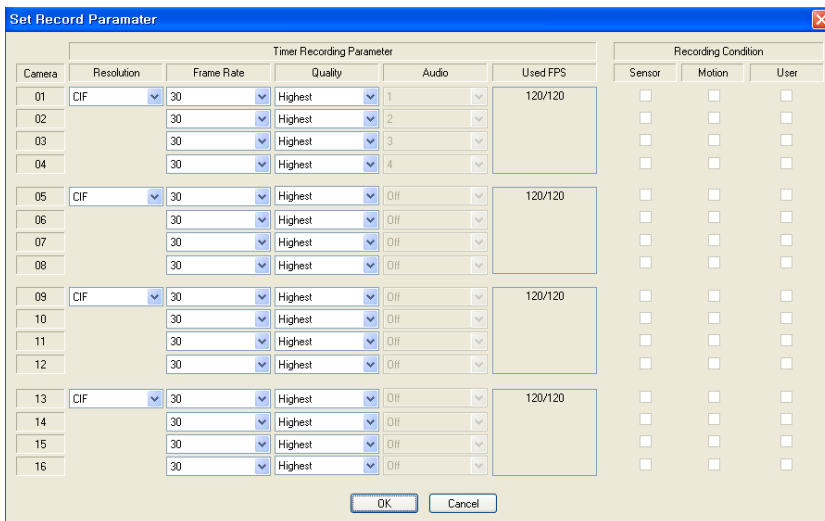 Set Record Paramater
Timer Recording Parameter Recording Condition
Camera Resolution Frame Rate Quality Audio Used FPS Sensor Motion User
01 CIF 30 Highest 1 120/120
02 30 Highest 2
03 30 Highest 3
04 30 Highest 4
05 CIF 30 Highest Off 120/120
06 30 Highest Off
07 30 Highest Off
08 30 Highest Off
09 CIF 30 Highest Off 120/120
10 30 Highest Off
11 30 Highest Off
12 30 Highest Off
13 CIF 30 Highest Off 120/120
14 30 Highest Off
15 30 Highest Off
16 30 Highest Off
OK Cancel